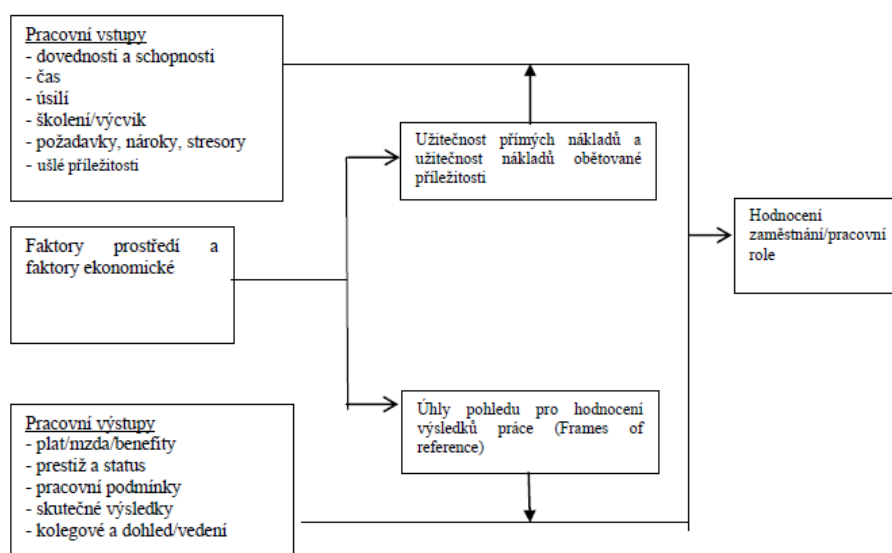 Pracovní vstupy
- dovednosti a schopnosti
- čas
- úsilí
- školení/výcvik
- požadavky, nároky, stresory
- ušlé příležitosti
Užitečnost přímých nákladů a
užitečnost nákladů obětované
příležitosti
Hodnocení
zaměstnání/pracovní
role
Faktory prostředí a
faktory ekonomické
Úhly pohledu pro hodnocení
výsledků práce (Frames of
reference)
Pracovní výstupy
- plat/mzda/benefity
- prestiž a status
- pracovní podmínky
- skutečné výsledky
- kolegové a dohled/vedení